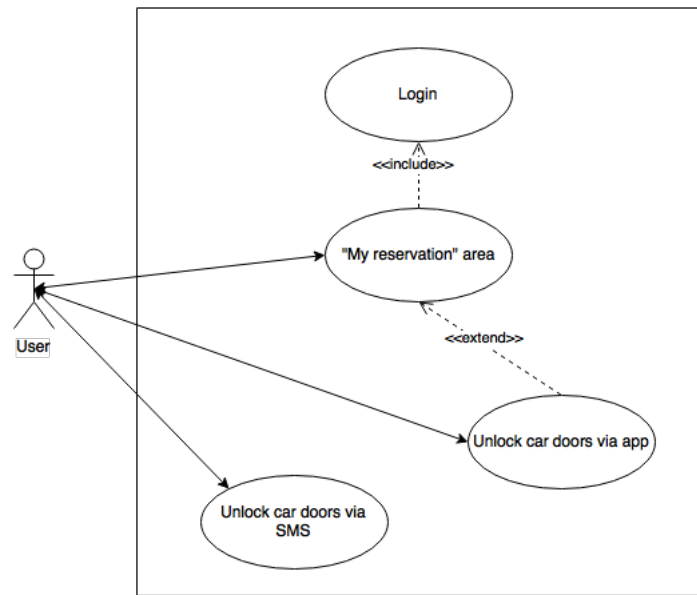 Login
<<include>>
"My reservation" area
User
<<extend>>
Unlock car doors via app
Unlock car doors via
SMS